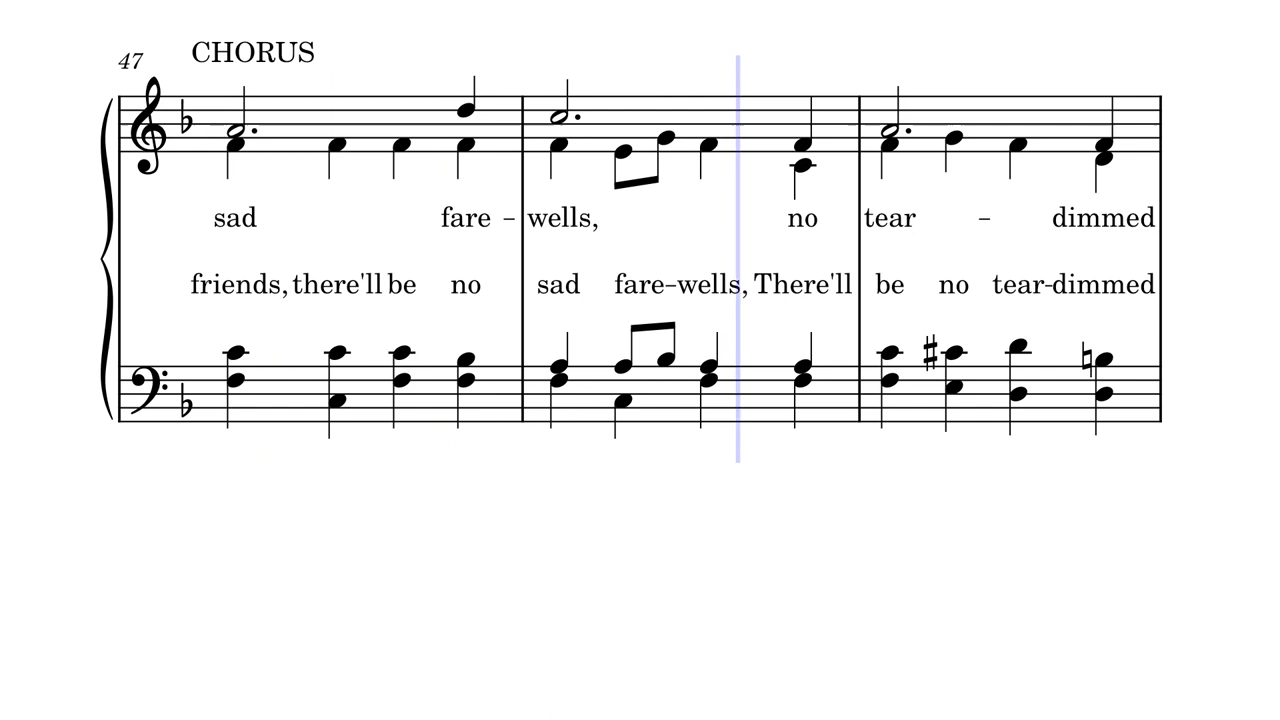 CHORUS
47
sad fare – wells, no tear – dimmed
friends, there'll be no sad fare–wells, There'll be no tear-dimmed